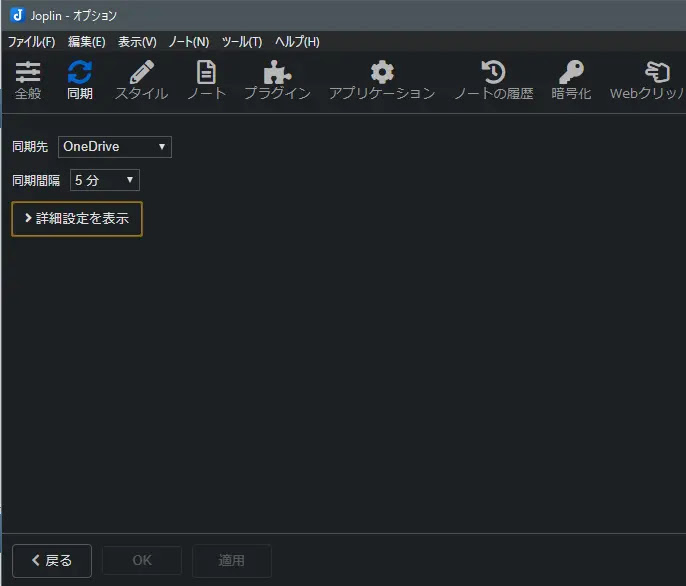 Joplin - オプション
ファイル(F) 編集(E) 表示(V) ノート(N) ツール(T) ヘルプ(H)
全般 同期 スタイル ノート プラグイン アプリケーション ノートの履歴 暗号化 Webクリッパ
同期先 OneDrive
同期間隔 5 分
詳細設定を表示
戻る OK 適用